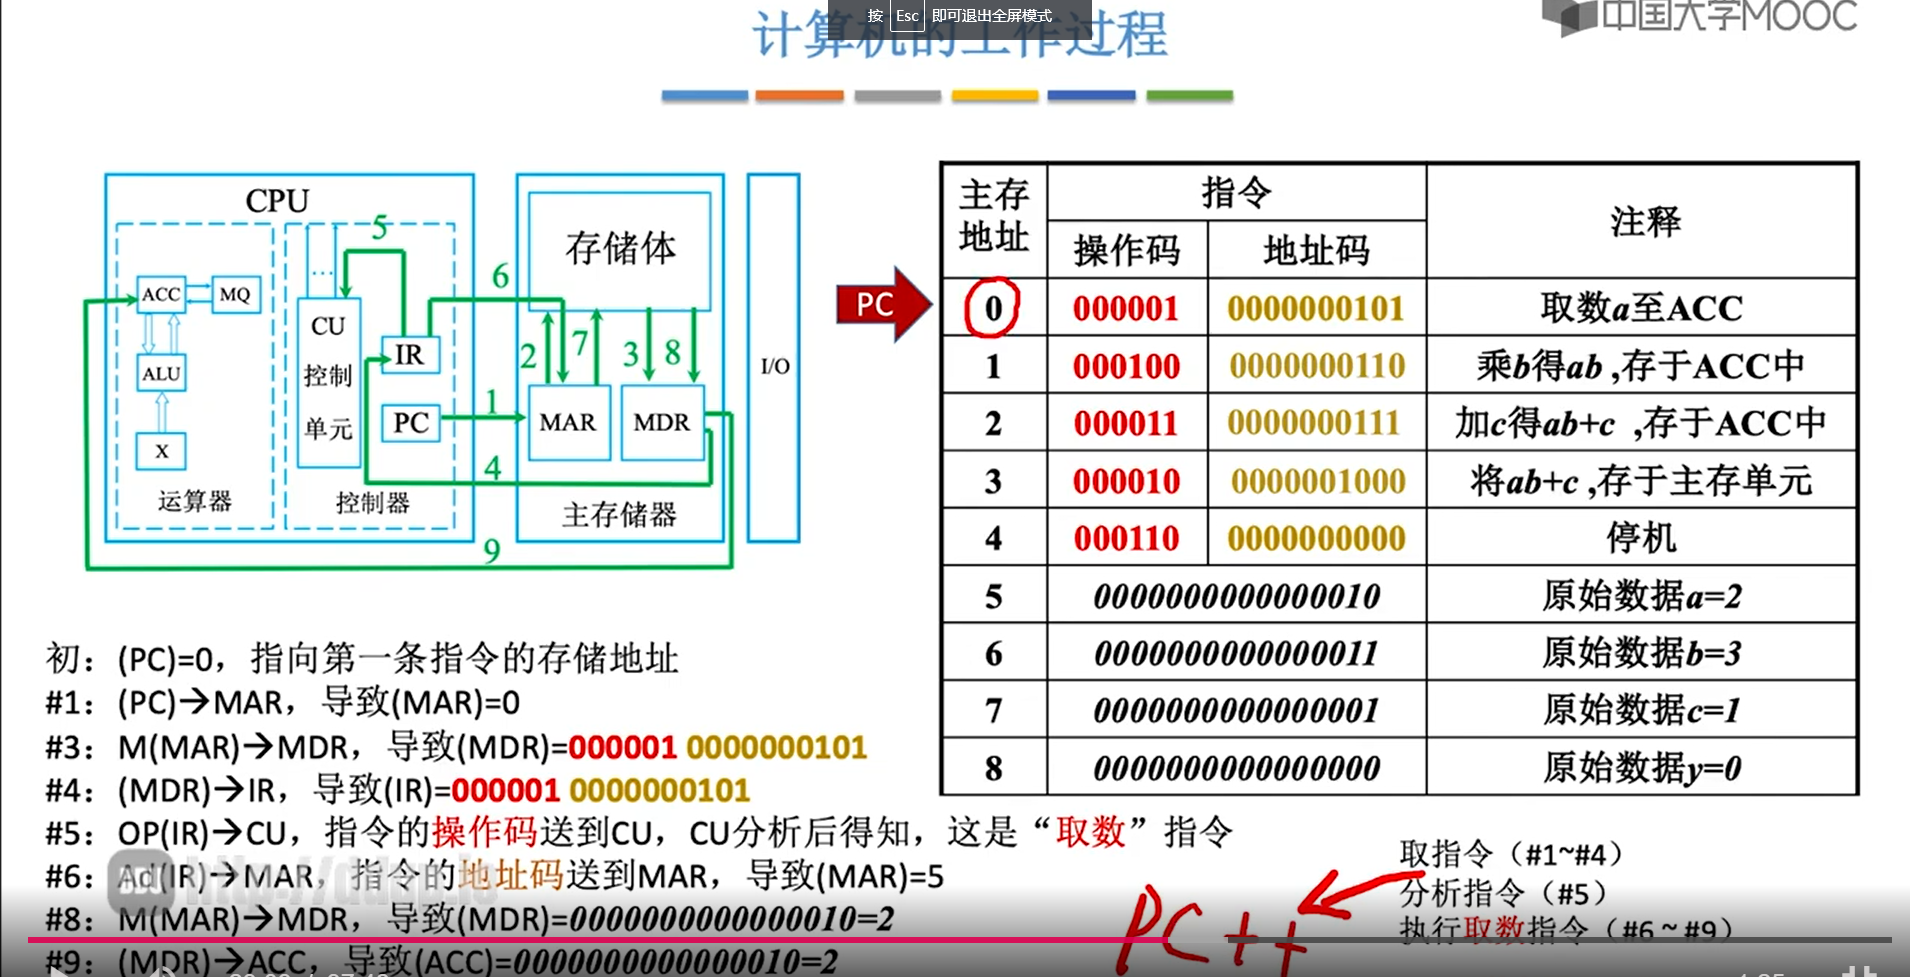 按 Esc 即可退出全屏模式
计算机的工作过程
中国大学MOOC
CPU
5
6
存储体
ACC
MQ
...
CU
控制
单元
IR
2
7
3
8
I/O
ALU
PC
1
MAR
MDR
X
4
运算器
控制器
主存储器
9
PC
主存地址 指令 注释
操作码 地址码
0 000001 0000000101 取数a至ACC
1 000100 0000000110 乘b得ab ,存于ACC中
2 000011 0000000111 加c得ab+c ,存于ACC中
3 000010 0000001000 将ab+c ,存于主存单元
4 000110 0000000000 停机
5 0000000000000010 原始数据a=2
6 0000000000000011 原始数据b=3
7 0000000000000001 原始数据c=1
8 0000000000000000 原始数据y=0
初：(PC)=0，指向第一条指令的存储地址
#1：(PC)→MAR，导致(MAR)=0
#3：M(MAR)→MDR，导致(MDR)=000001 0000000101
#4：(MDR)→IR，导致(IR)=000001 0000000101
#5：OP(IR)→CU，指令的操作码送到CU，CU分析后得知，这是“取数”指令
#6：Ad(IR)→MAR，指令的地址码送到MAR，导致(MAR)=5
#8：M(MAR)→MDR，导致(MDR)=0000000000000010=2
#9：(MDR)→ACC，导致(ACC)=0000000000000010=2
取指令（#1~#4）
分析指令（#5）
执行取数指令（#6~#9）
PC++